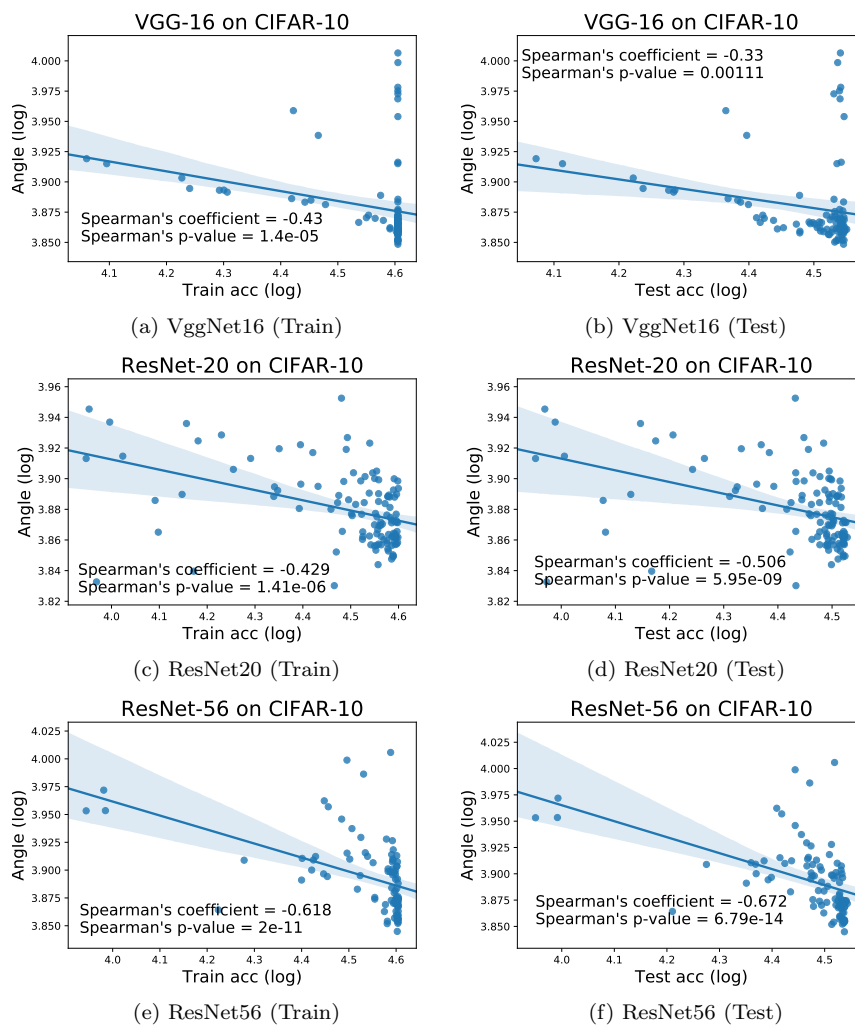 VGG-16 on CIFAR-10
VGG-16 on CIFAR-10
4.000
3.975
3.950
3.925
3.900
3.875
3.850
Angle (log)
Spearman's coefficient = -0.43
Spearman's p-value = 1.4e-05
4.1 4.2 4.3 4.4 4.5 4.6
Train acc (log)
(a) VggNet16 (Train)
Spearman's coefficient = -0.33
Spearman's p-value = 0.00111
4.000
3.975
3.950
3.925
3.900
3.875
3.850
Angle (log)
4.1 4.2 4.3 4.4 4.5
Test acc (log)
(b) VggNet16 (Test)
ResNet-20 on CIFAR-10
3.96
3.94
3.92
3.90
3.88
3.86
3.84
3.82
Angle (log)
Spearman's coefficient = -0.429
Spearman's p-value = 1.41e-06
4.0 4.1 4.2 4.3 4.4 4.5 4.6
Train acc (log)
(c) ResNet20 (Train)
ResNet-20 on CIFAR-10
3.96
3.94
3.92
3.90
3.88
3.86
3.84
3.82
Angle (log)
Spearman's coefficient = -0.506
Spearman's p-value = 5.95e-09
4.0 4.1 4.2 4.3 4.4 4.5
Test acc (log)
(d) ResNet20 (Test)
ResNet-56 on CIFAR-10
4.025
4.000
3.975
3.950
3.925
3.900
3.875
3.850
Angle (log)
Spearman's coefficient = -0.618
Spearman's p-value = 2e-11
4.0 4.1 4.2 4.3 4.4 4.5 4.6
Train acc (log)
(e) ResNet56 (Train)
ResNet-56 on CIFAR-10
4.025
4.000
3.975
3.950
3.925
3.900
3.875
3.850
Angle (log)
Spearman's coefficient = -0.672
Spearman's p-value = 6.79e-14
4.0 4.1 4.2 4.3 4.4 4.5
Test acc (log)
(f) ResNet56 (Test)